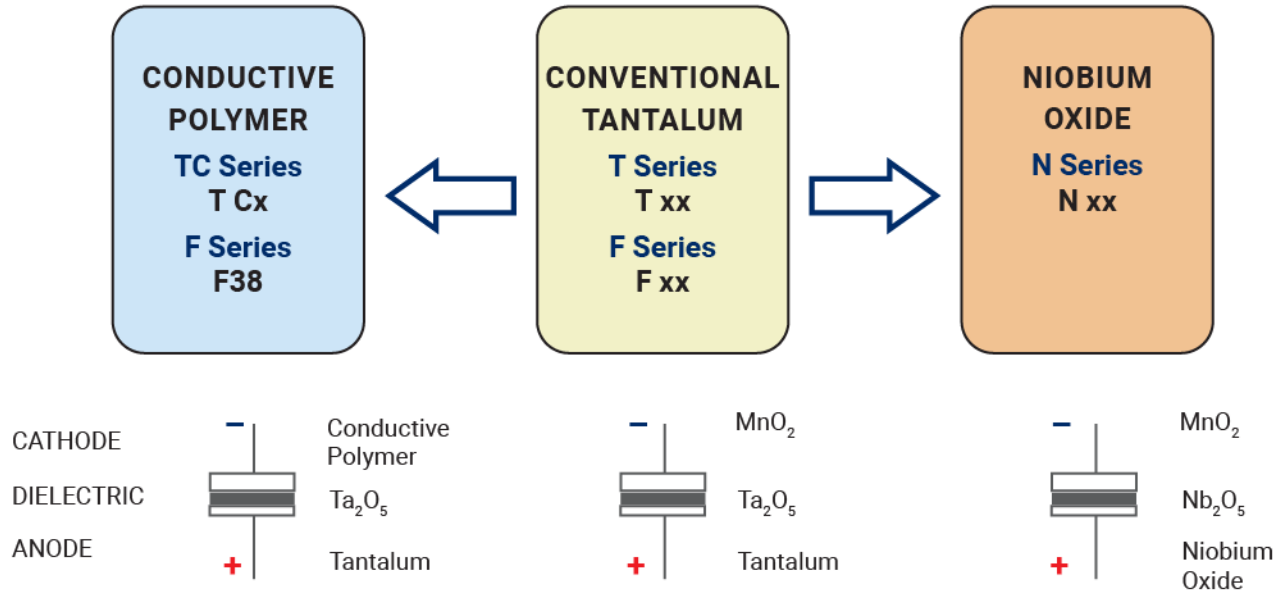 CONDUCTIVE
POLYMER
TC Series
T Cx
F Series
F38
CONVENTIONAL
TANTALUM
T Series
T xx
F Series
F xx
NIOBIUM
OXIDE
N Series
N xx
CATHODE
DIELECTRIC
ANODE
−
Conductive
Polymer
Ta₂O₅
+
Tantalum
−
MnO₂
Ta₂O₅
+
Tantalum
−
MnO₂
Nb₂O₅
+
Niobium
Oxide